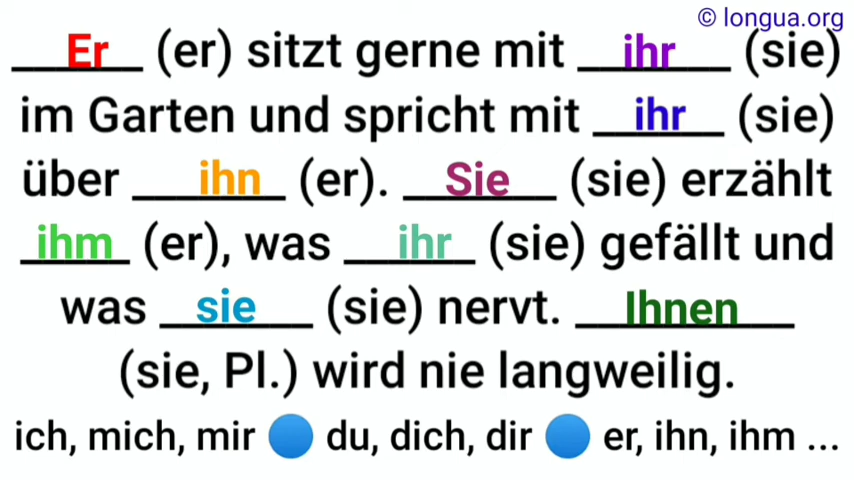 © longua.org
Er (er) sitzt gerne mit ihr (sie)
im Garten und spricht mit ihr (sie)
über ihn (er). Sie (sie) erzählt
ihm (er), was ihr (sie) gefällt und
was sie (sie) nervt. Ihnen
(sie, Pl.) wird nie langweilig.
ich, mich, mir 🔵 du, dich, dir 🔵 er, ihn, ihm ...